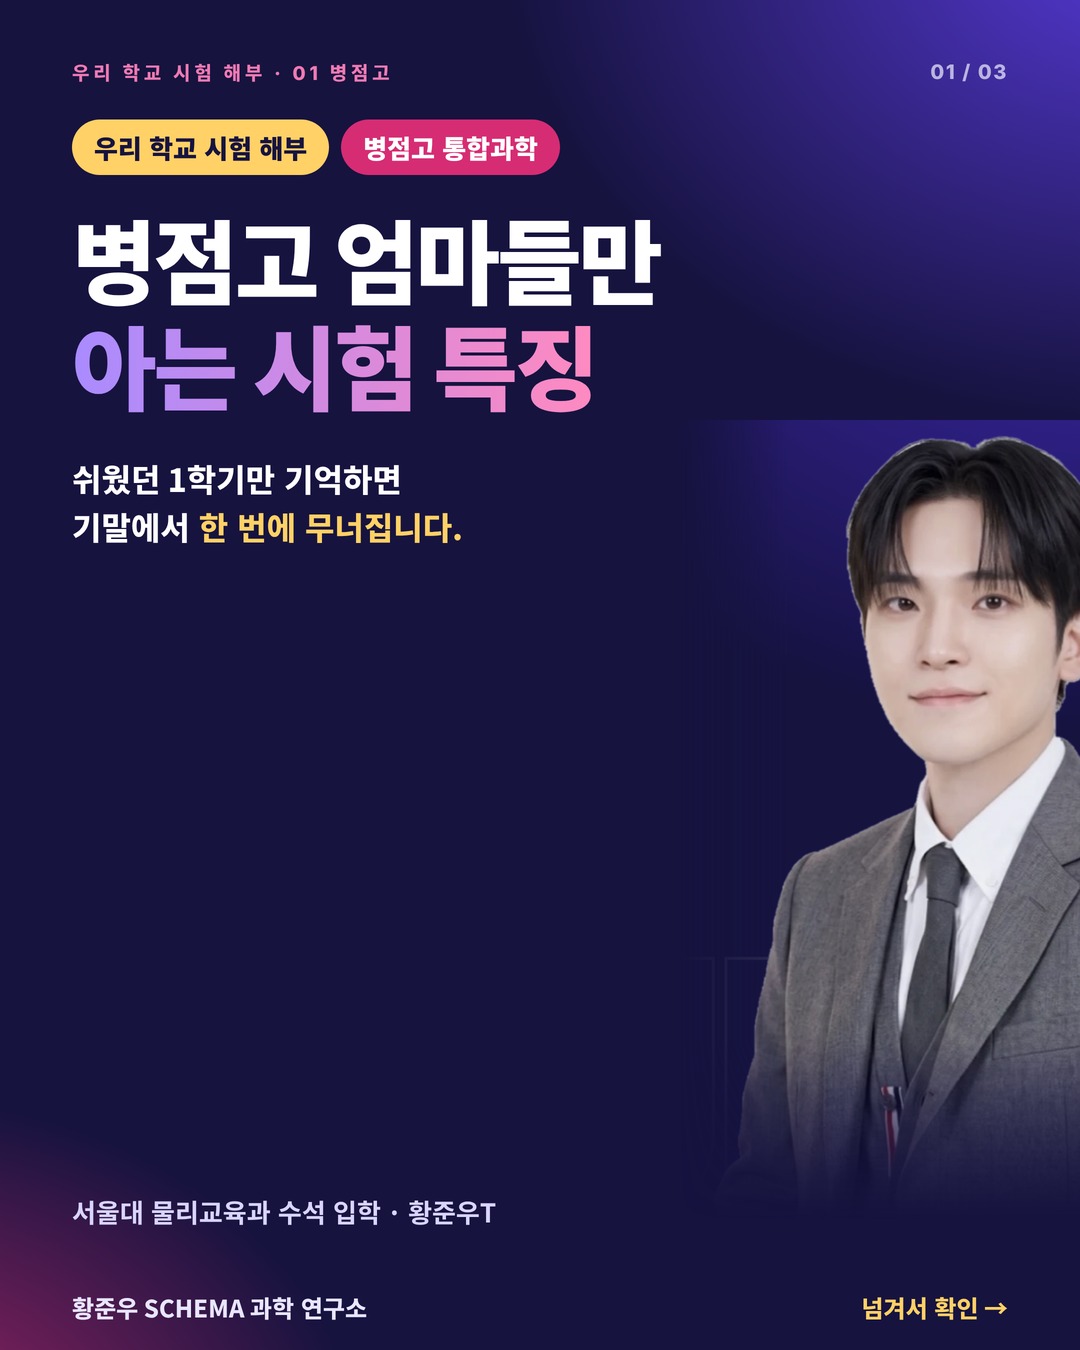 우리 학교 시험 해부 · 01 병점고
01 / 03
우리 학교 시험 해부
병점고 통합과학
병점고 엄마들만
아는 시험 특징
쉬웠던 1학기만 기억하면
기말에서 한 번에 무너집니다.
서울대 물리교육과 수석 입학 · 황준우T
황준우 SCHEMA 과학 연구소
넘겨서 확인 →